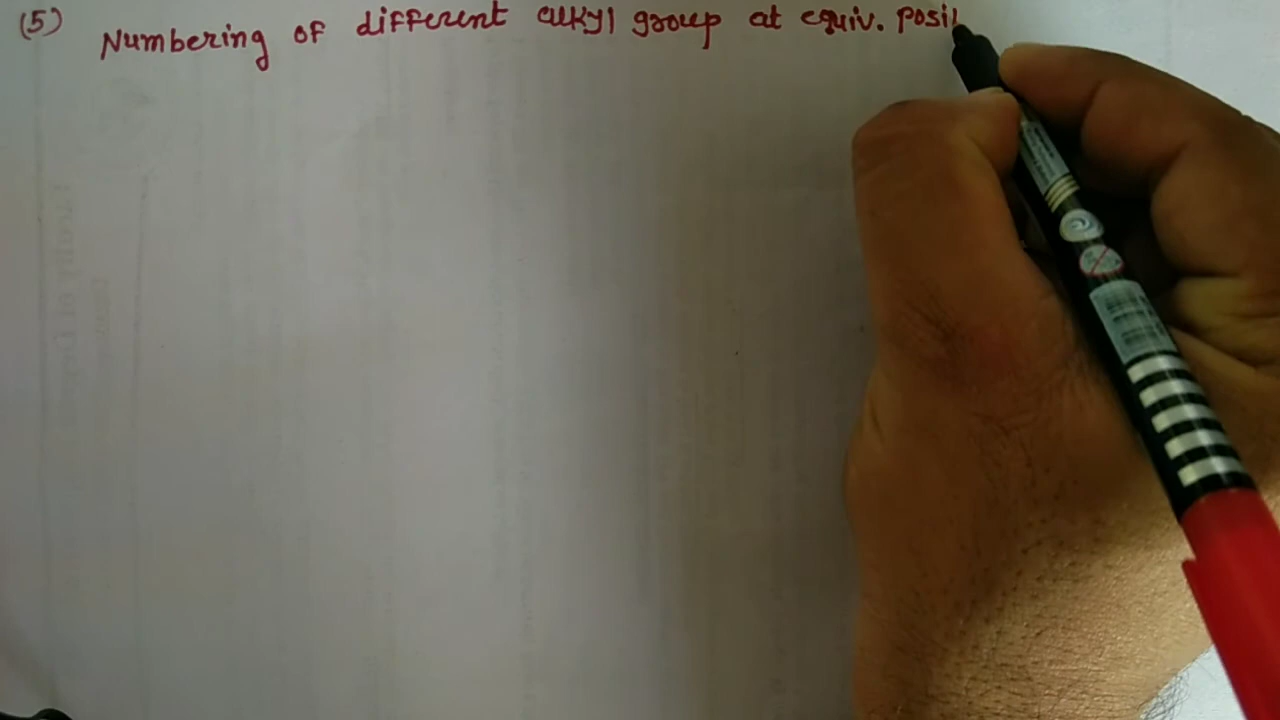 (5) Numbering of different alkyl group at equiv. posi